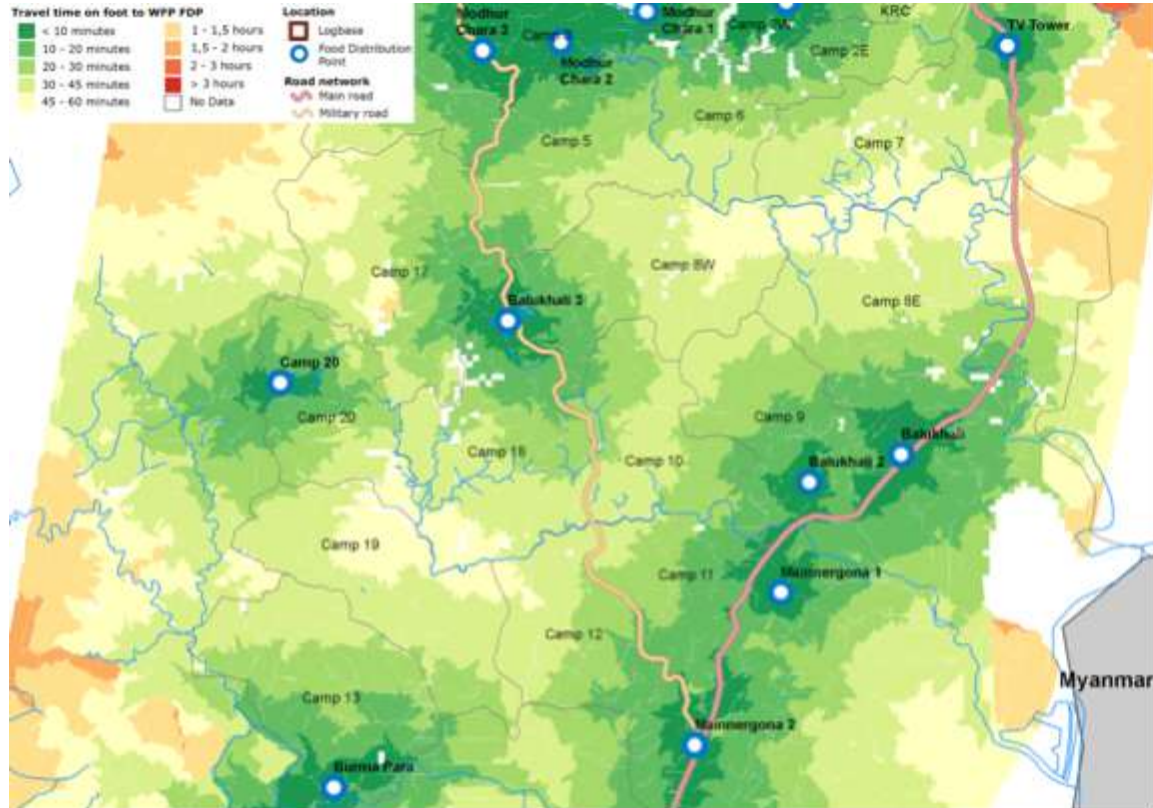 Travel time on foot to WFP FDP
< 10 minutes
10 - 20 minutes
20 - 30 minutes
30 - 45 minutes
45 - 60 minutes
1 - 1,5 hours
1,5 - 2 hours
2 - 3 hours
> 3 hours
No Data
Location
Logbase
Food Distribution
Point
Road network
Main road
Military road
Modhur
Chara 3
Modhur
Chara 2
Modhur
Chara 1
KRC
TV-Tower
Camp 2E
Camp 6
Camp 5
Camp 7
Camp 17
Camp 8W
Camp 8E
Balukhali 3
Camp 20
Camp 20
Camp 9
Balukhali
Camp 18
Camp 10
Balukhali 2
Camp 19
Camp 11
Mainnergona 1
Camp 12
Camp 13
Myanmar
Mainnergona 2
Burma Para